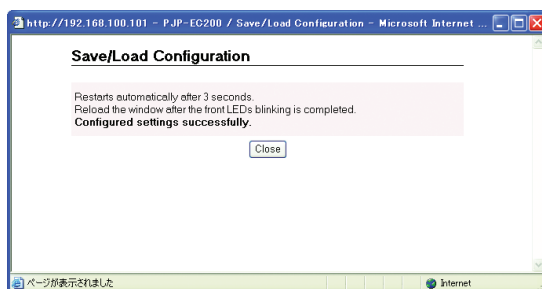 http://192.168.100.101 - PJP-EC200 / Save/Load Configuration - Microsoft Internet ...
Save/Load Configuration
Restarts automatically after 3 seconds.
Reload the window after the front LEDs blinking is completed.
Configured settings successfully.
Close
ページが表示されました
Internet